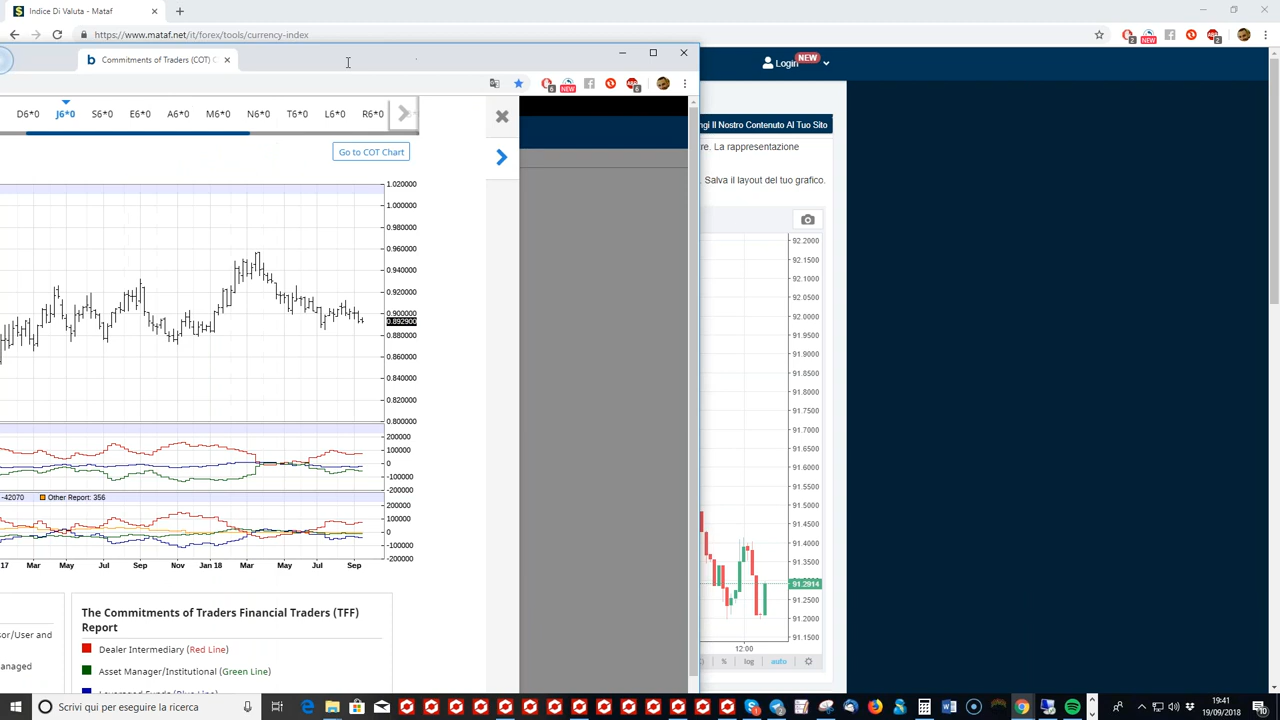 Indice Di Valuta - Mataf
https://www.mataf.net/it/forex/tools/currency-index
Commitments of Traders (COT) C
Login NEW
D6*0 J6*0 S6*0 E6*0 A6*0 M6*0 N6*0 T6*0 L6*0 R6*0
Go to COT Chart
ngi Il Nostro Contenuto Al Tuo Sito
re. La rappresentazione
. Salva il layout del tuo grafico.
1.020000
1.000000
0.980000
0.960000
0.940000
0.920000
0.900000
0.892900
0.880000
0.860000
0.840000
0.820000
0.800000
200000
100000
0
-100000
-200000
-42070 Other Report: 356
200000
100000
0
-100000
-200000
17 Mar May Jul Sep Nov Jan 18 Mar May Jul Sep
92.2000
92.1500
92.1000
92.0500
92.0000
91.9500
91.9000
91.8500
91.8000
91.7500
91.7000
91.6500
91.6000
91.5500
91.5000
91.4500
91.4000
91.3500
91.2914
91.2500
91.2000
91.1500
12:00
% log auto
The Commitments of Traders Financial Traders (TFF)
Report
sor/User and
Dealer Intermediary (Red Line)
anaged
Asset Manager/Institutional (Green Line)
Scrivi qui per eseguire la ricerca
19:41
19/09/2018